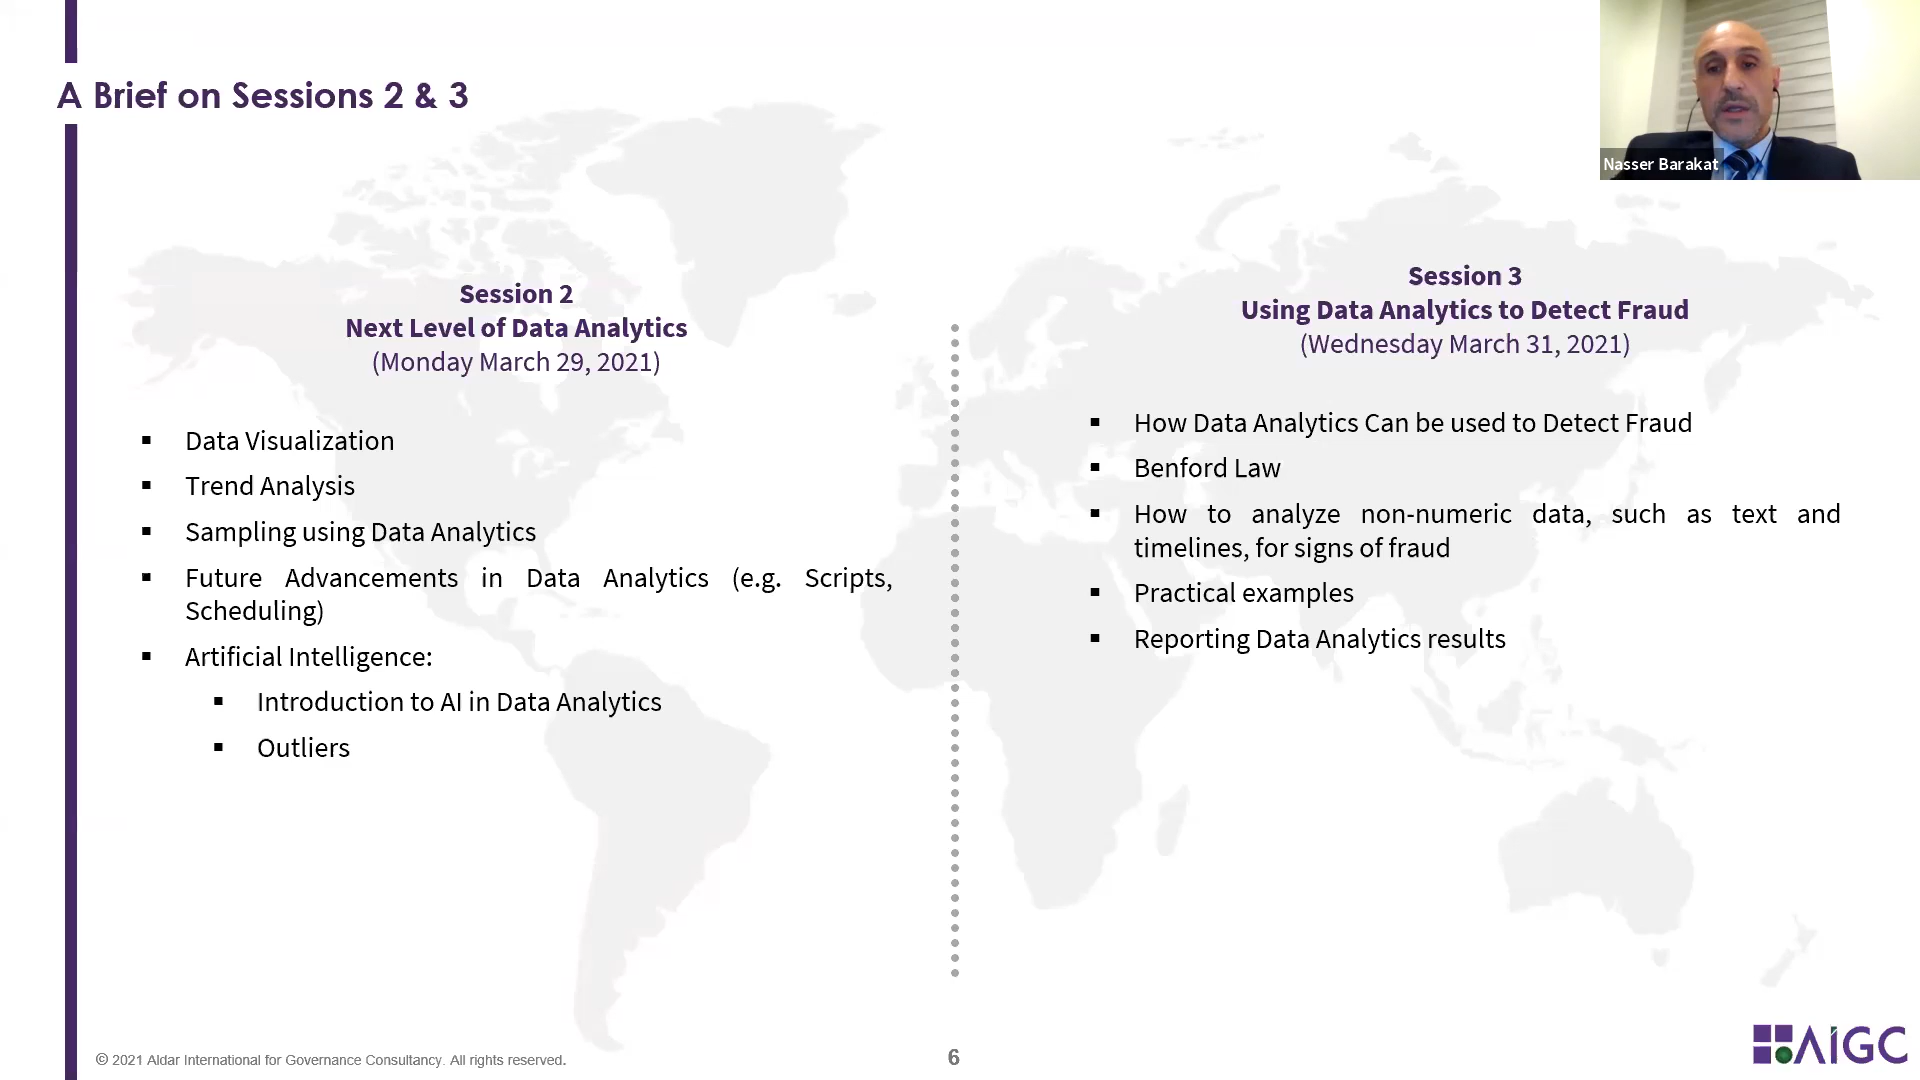 A Brief on Sessions 2 & 3
Nasser Barakat
Session 2
Next Level of Data Analytics
(Monday March 29, 2021)
▪ Data Visualization
▪ Trend Analysis
▪ Sampling using Data Analytics
▪ Future Advancements in Data Analytics (e.g. Scripts,
Scheduling)
▪ Artificial Intelligence:
▪ Introduction to AI in Data Analytics
▪ Outliers
Session 3
Using Data Analytics to Detect Fraud
(Wednesday March 31, 2021)
▪ How Data Analytics Can be used to Detect Fraud
▪ Benford Law
▪ How to analyze non-numeric data, such as text and
timelines, for signs of fraud
▪ Practical examples
▪ Reporting Data Analytics results
© 2021 Aldar International for Governance Consultancy. All rights reserved.
6
AIGC